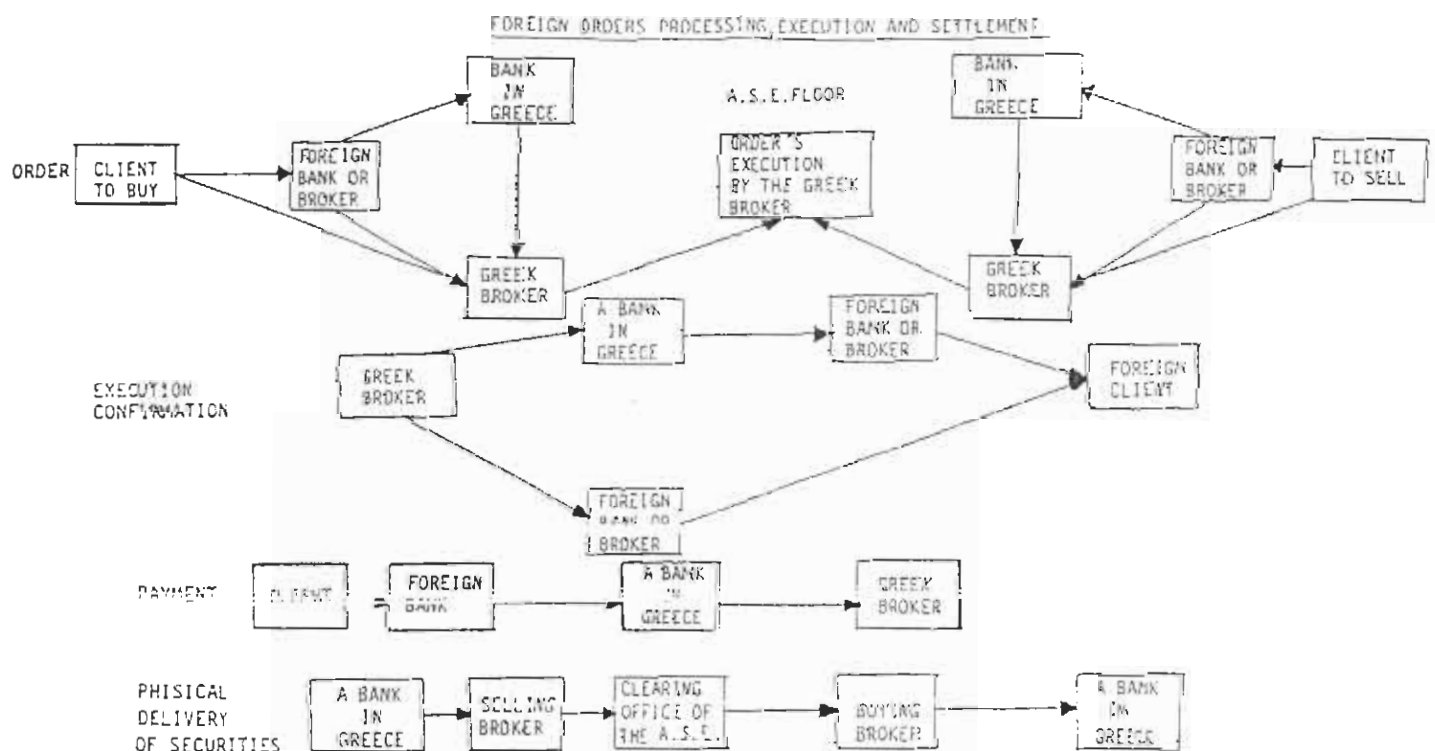 FOREIGN ORDERS PROCESSING, EXECUTION AND SETTLEMENT
BANK
IN
GREECE
A.S.E. FLOOR
BANK
IN
GREECE
ORDER
CLIENT
TO BUY
FOREIGN
BANK OR
BROKER
ORDER'S
EXECUTION
BY THE GREEK
BROKER
FOREIGN
BANK OR
BROKER
CLIENT
TO SELL
GREEK
BROKER
GREEK
BROKER
A BANK
IN
GREECE
FOREIGN
BANK OR
BROKER
EXECUTION
CONFIRMATION
GREEK
BROKER
FOREIGN
CLIENT
FOREIGN
BANK OR
BROKER
PAYMENT
CLIENT
FOREIGN
BANK
A BANK
IN
GREECE
GREEK
BROKER
PHISICAL
DELIVERY
OF SECURITIES
A BANK
IN
GREECE
SELLING
BROKER
CLEARING
OFFICE OF
THE A.S.E.
BUYING
BROKER
A BANK
IN
GREECE